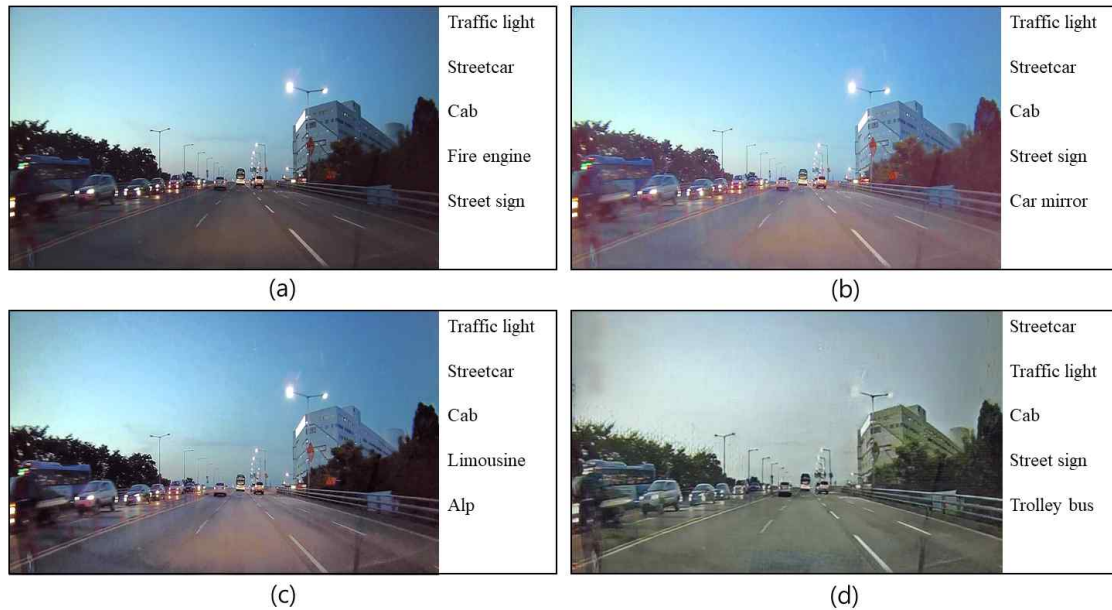 Traffic light
Streetcar
Cab
Fire engine
Street sign
(a)
Traffic light
Streetcar
Cab
Street sign
Car mirror
(b)
Traffic light
Streetcar
Cab
Limousine
Alp
(c)
Streetcar
Traffic light
Cab
Street sign
Trolley bus
(d)